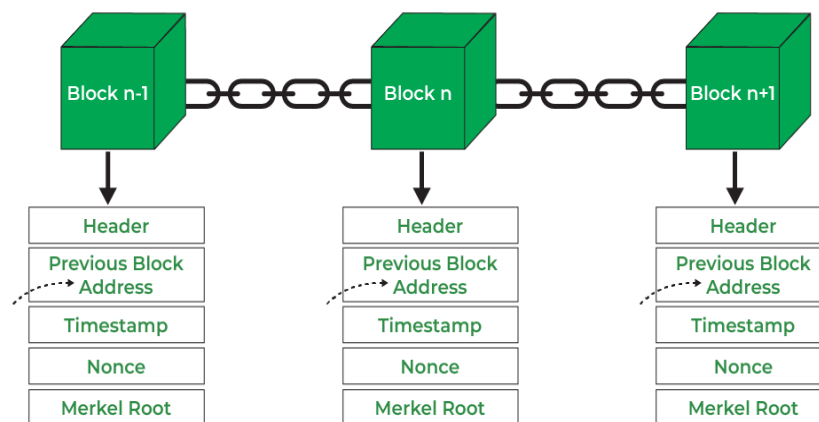 Block n-1
Block n
Block n+1
Header
Header
Header
Previous Block
Address
Previous Block
Address
Previous Block
Address
Timestamp
Timestamp
Timestamp
Nonce
Nonce
Nonce
Merkel Root
Merkel Root
Merkel Root